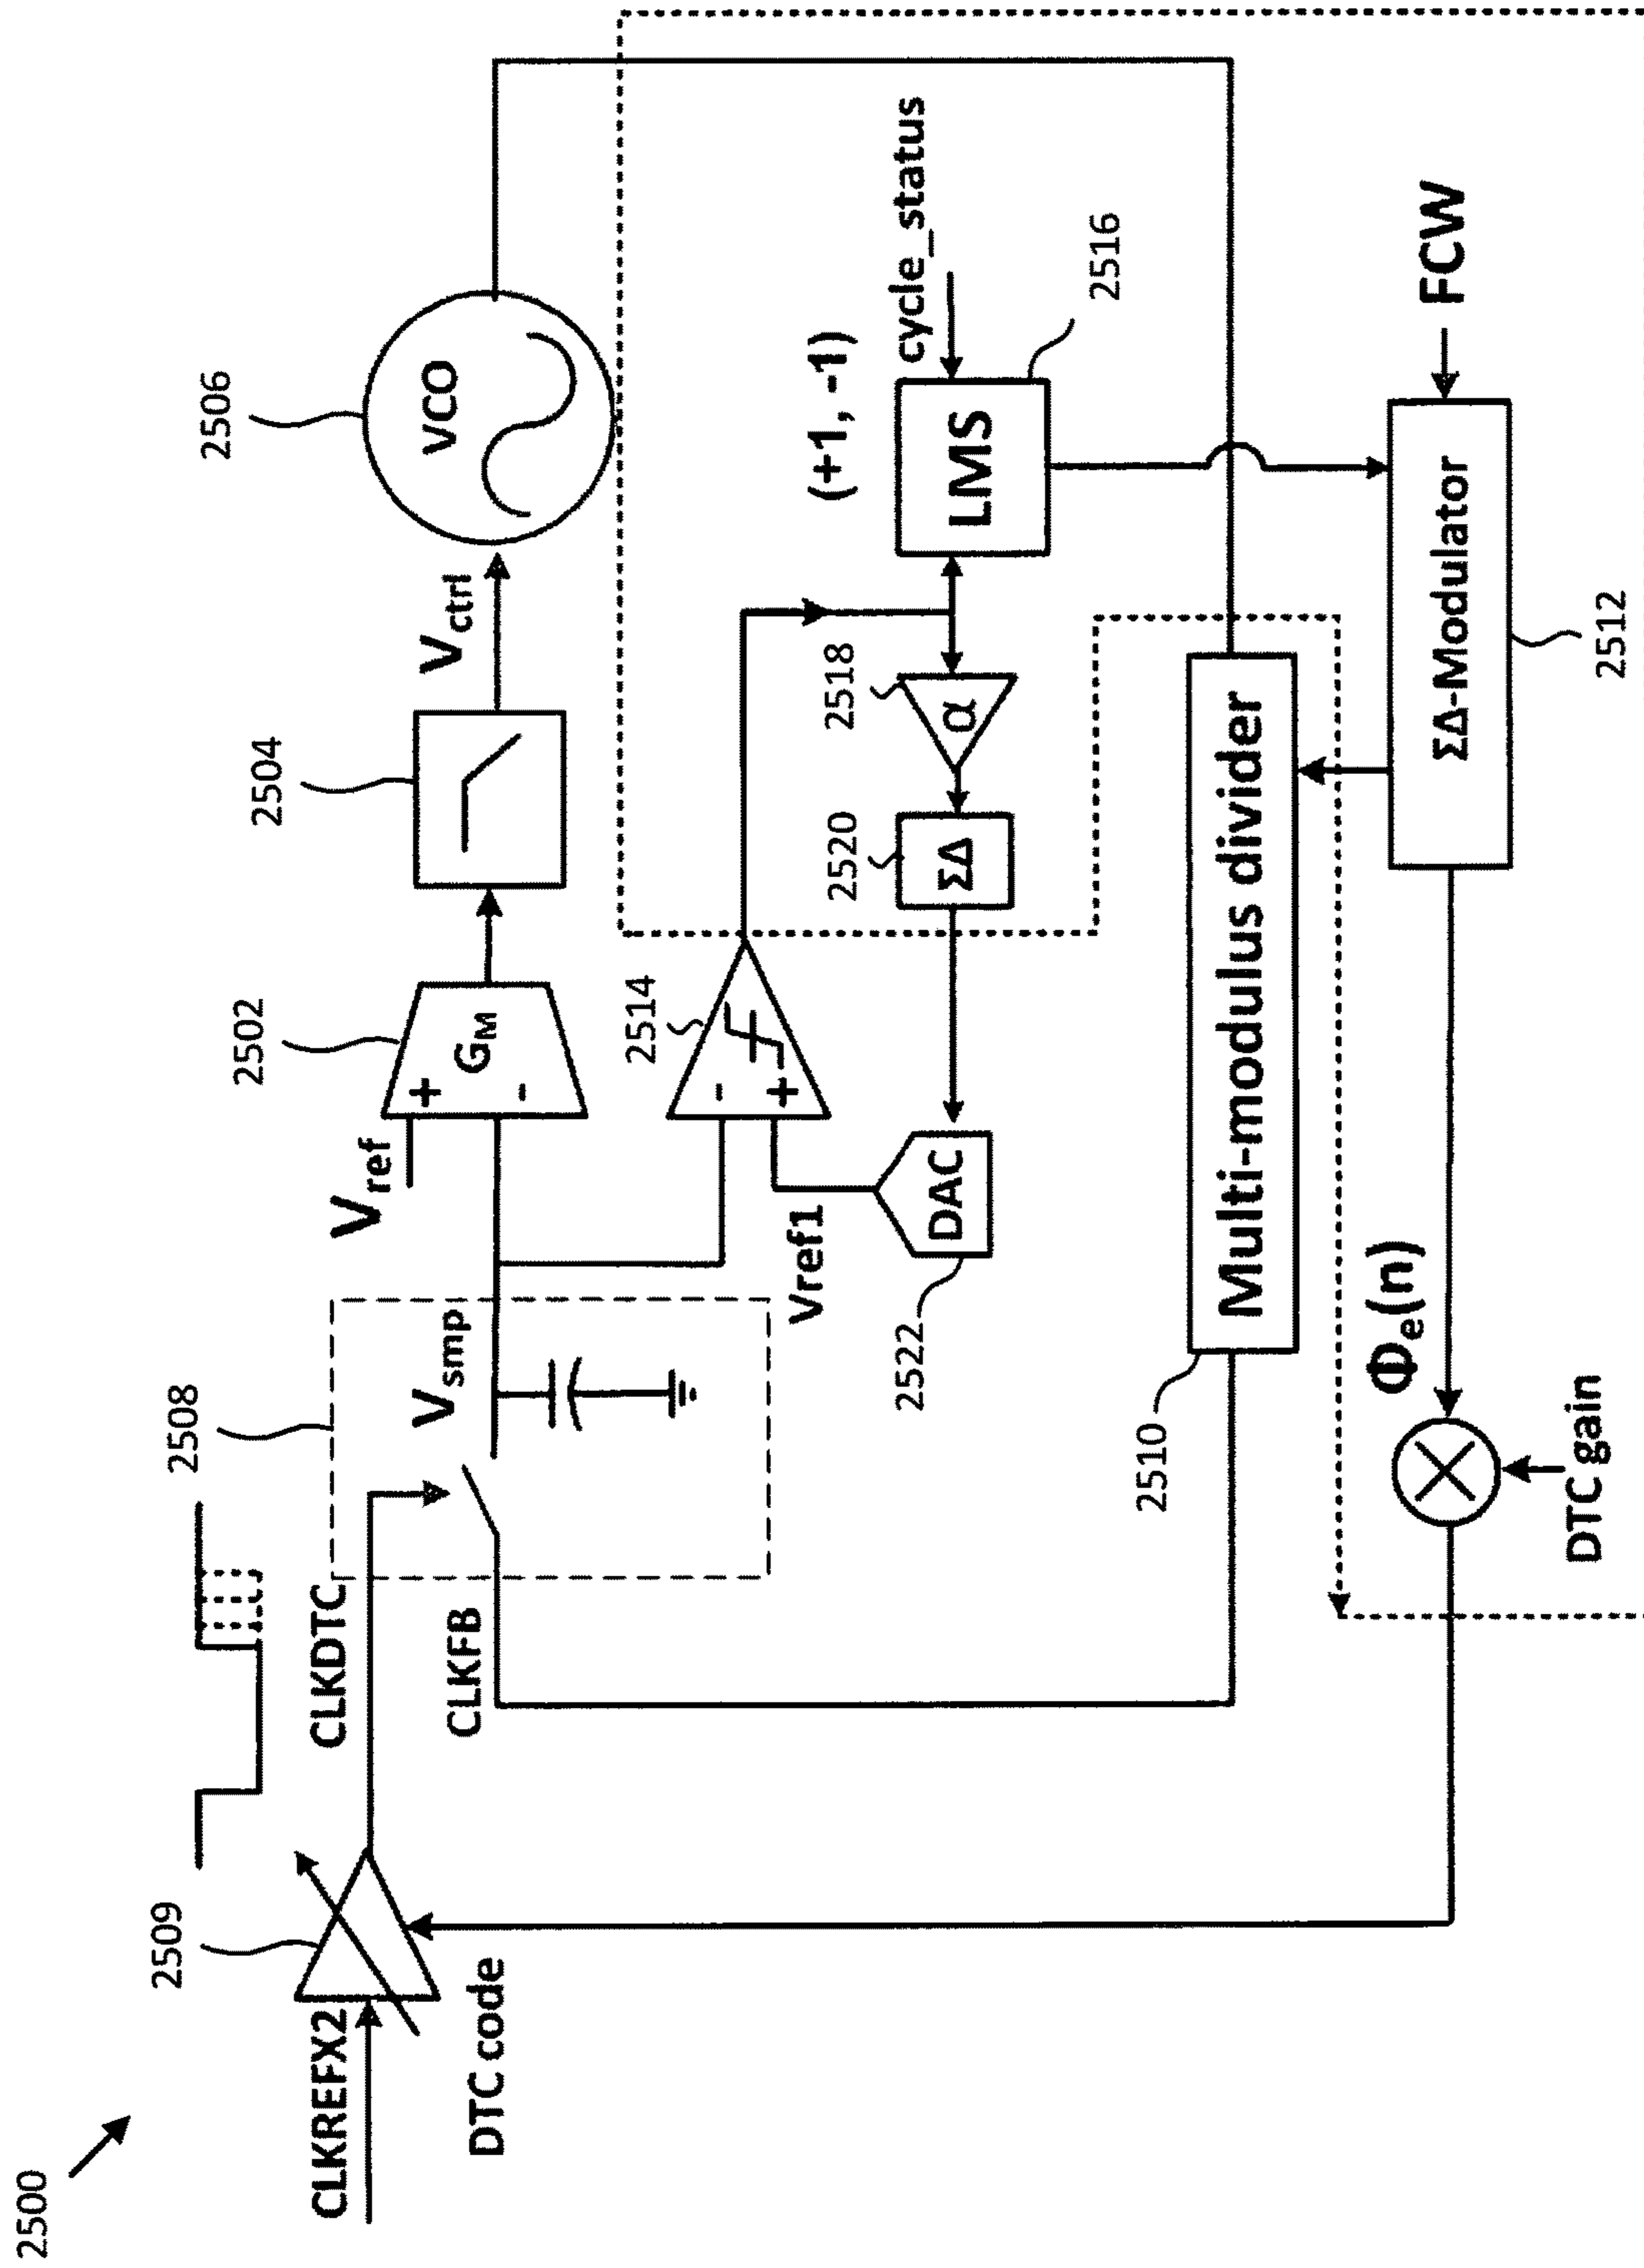 2500
2509
2508
2502
2504
2506
CLKREFX2
DTC code
CLKDTC
CLKFB
Vsmp
Vref
+
-
GM
Vctrl
VCO
2514
-
+
Vref1
DAC
2522
2520
ΣΔ
2518
α
(+1, -1)
LMS
cycle_status
2516
2510
Multi-modulus divider
Φe(n)
DTC gain
ΣΔ-Modulator
2512
FCW